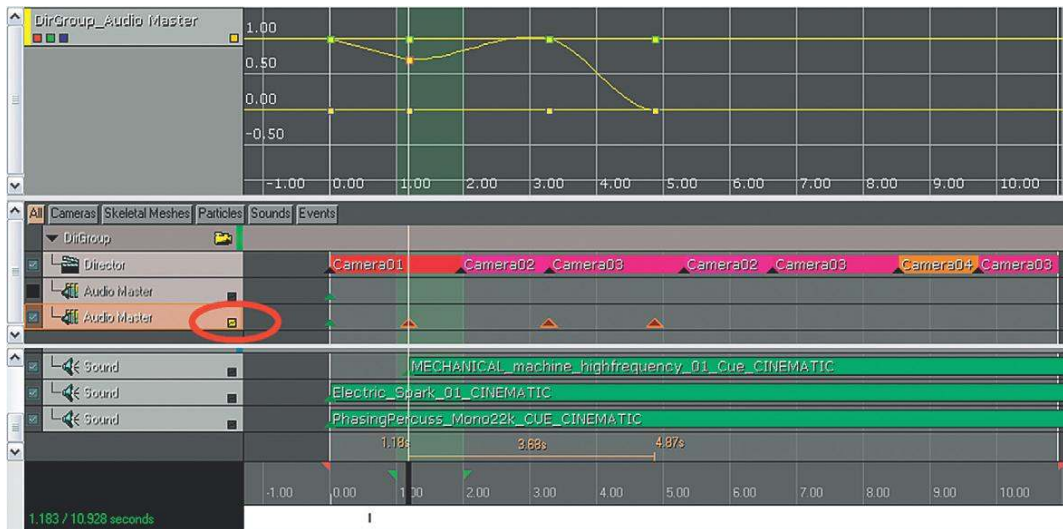 DirGroup_Audio Master
1.00
0.50
0.00
-0.50
-1.00 0.00 1.00 2.00 3.00 4.00 5.00 6.00 7.00 8.00 9.00 10.00
All Cameras Skeletal Meshes Particles Sounds Events
DirGroup
Director Camera01 Camera02 Camera03 Camera02 Camera03 Camera04 Camera03
Audio Master
Audio Master
Sound MECHANICAL_machine_highfrequency_01_Cue_CINEMATIC
Sound Electric_Spark_01_CINEMATIC
Sound PhasingPercuss_Mono22k_CUE_CINEMATIC
1.18s 3.68s 4.87s
-1.00 0.00 1.00 2.00 3.00 4.00 5.00 6.00 7.00 8.00 9.00 10.00
1.183 / 10.928 seconds